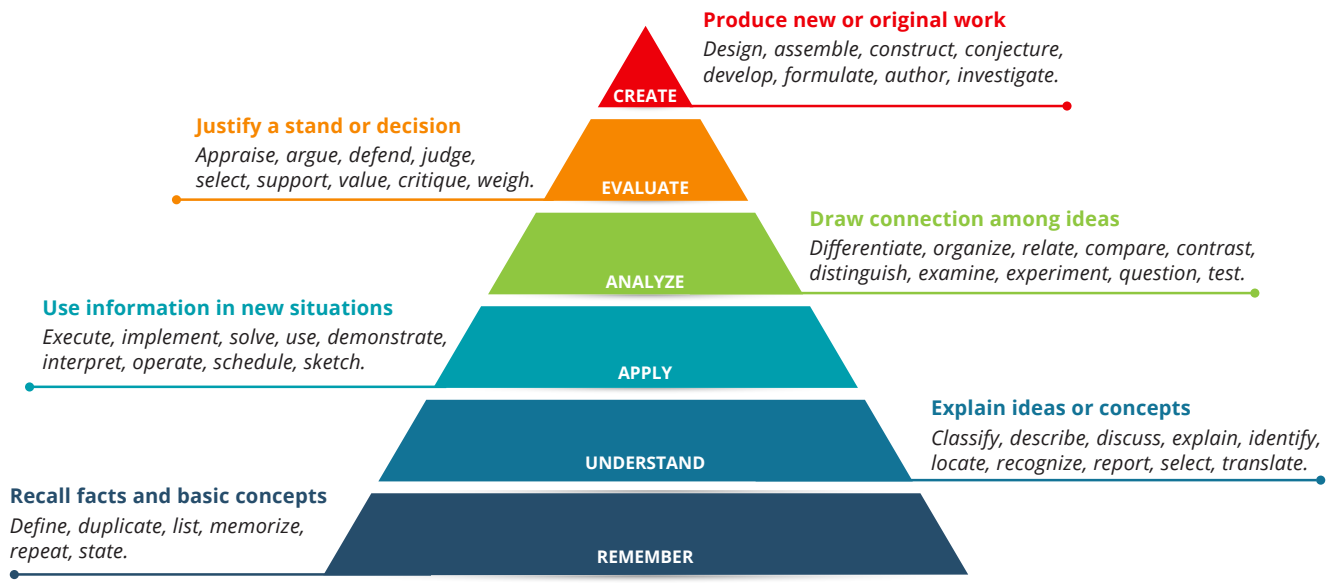 Produce new or original work
Design, assemble, construct, conjecture,
develop, formulate, author, investigate.
CREATE
Justify a stand or decision
Appraise, argue, defend, judge,
select, support, value, critique, weigh.
EVALUATE
Draw connection among ideas
Differentiate, organize, relate, compare, contrast,
distinguish, examine, experiment, question, test.
ANALYZE
Use information in new situations
Execute, implement, solve, use, demonstrate,
interpret, operate, schedule, sketch.
APPLY
Explain ideas or concepts
Classify, describe, discuss, explain, identify,
locate, recognize, report, select, translate.
UNDERSTAND
Recall facts and basic concepts
Define, duplicate, list, memorize,
repeat, state.
REMEMBER